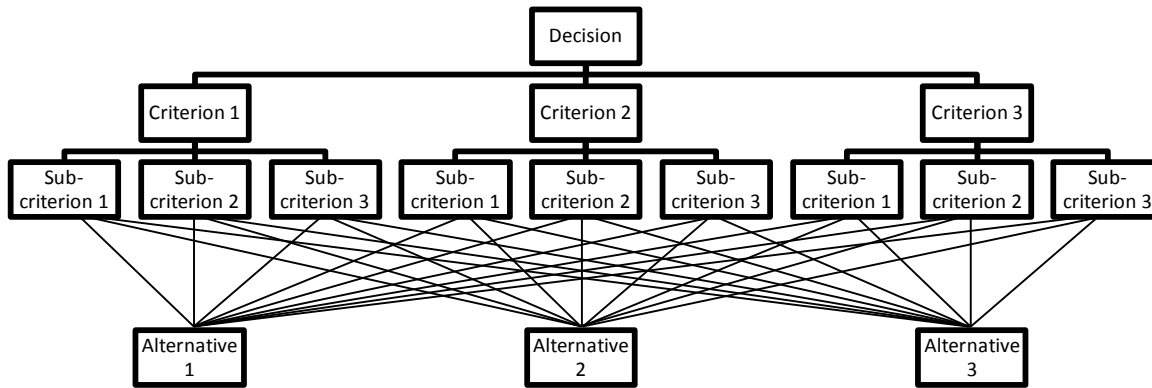 Decision
Criterion 1
Criterion 2
Criterion 3
Sub-
criterion 1
Sub-
criterion 2
Sub-
criterion 3
Sub-
criterion 1
Sub-
criterion 2
Sub-
criterion 3
Sub-
criterion 1
Sub-
criterion 2
Sub-
criterion 3
Alternative
1
Alternative
2
Alternative
3